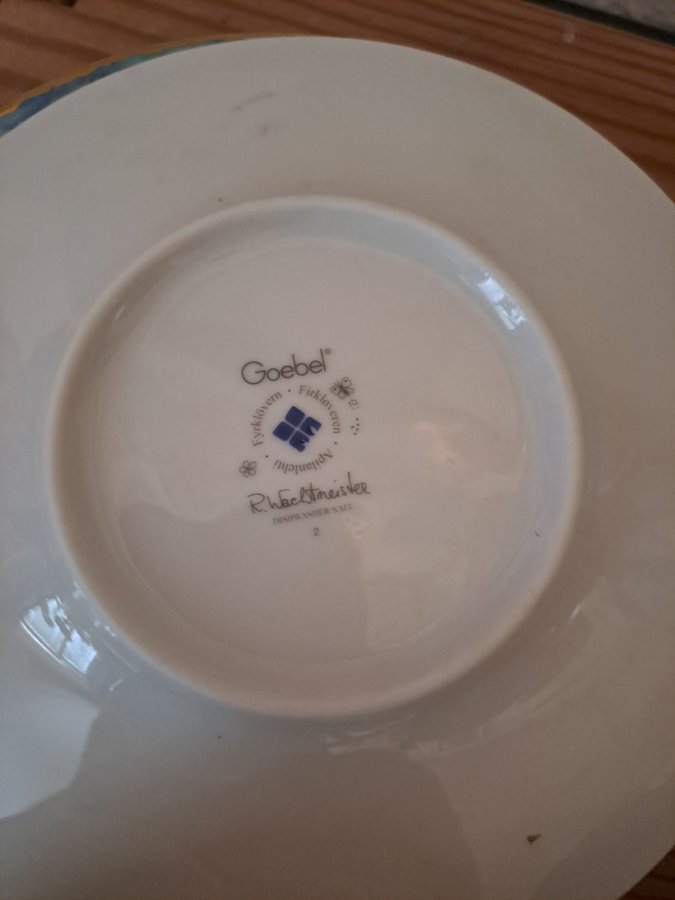 Goebel®
Fyrklövern · Firkløveren · Apilanlehti ·
R. Wachtmeister
DISHWASHER SAFE
2